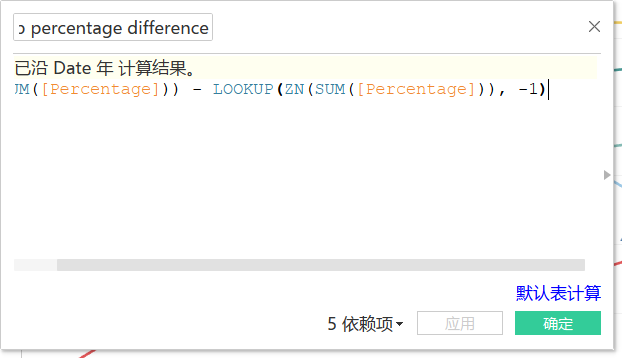 percentage difference
已沿 Date 年 计算结果。
([Percentage])) - LOOKUP(ZN(SUM([Percentage])), -1)
默认表计算
5 依赖项
应用
确定